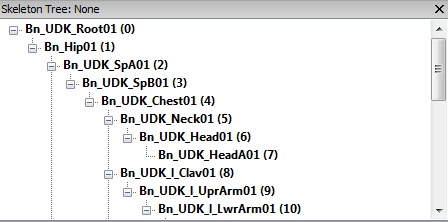 Skeleton Tree: None
Bn_UDK_Root01 (0)
Bn_Hip01 (1)
Bn_UDK_SpA01 (2)
Bn_UDK_SpB01 (3)
Bn_UDK_Chest01 (4)
Bn_UDK_Neck01 (5)
Bn_UDK_Head01 (6)
Bn_UDK_HeadA01 (7)
Bn_UDK_l_Clav01 (8)
Bn_UDK_l_UprArm01 (9)
Bn_UDK_l_LwrArm01 (10)